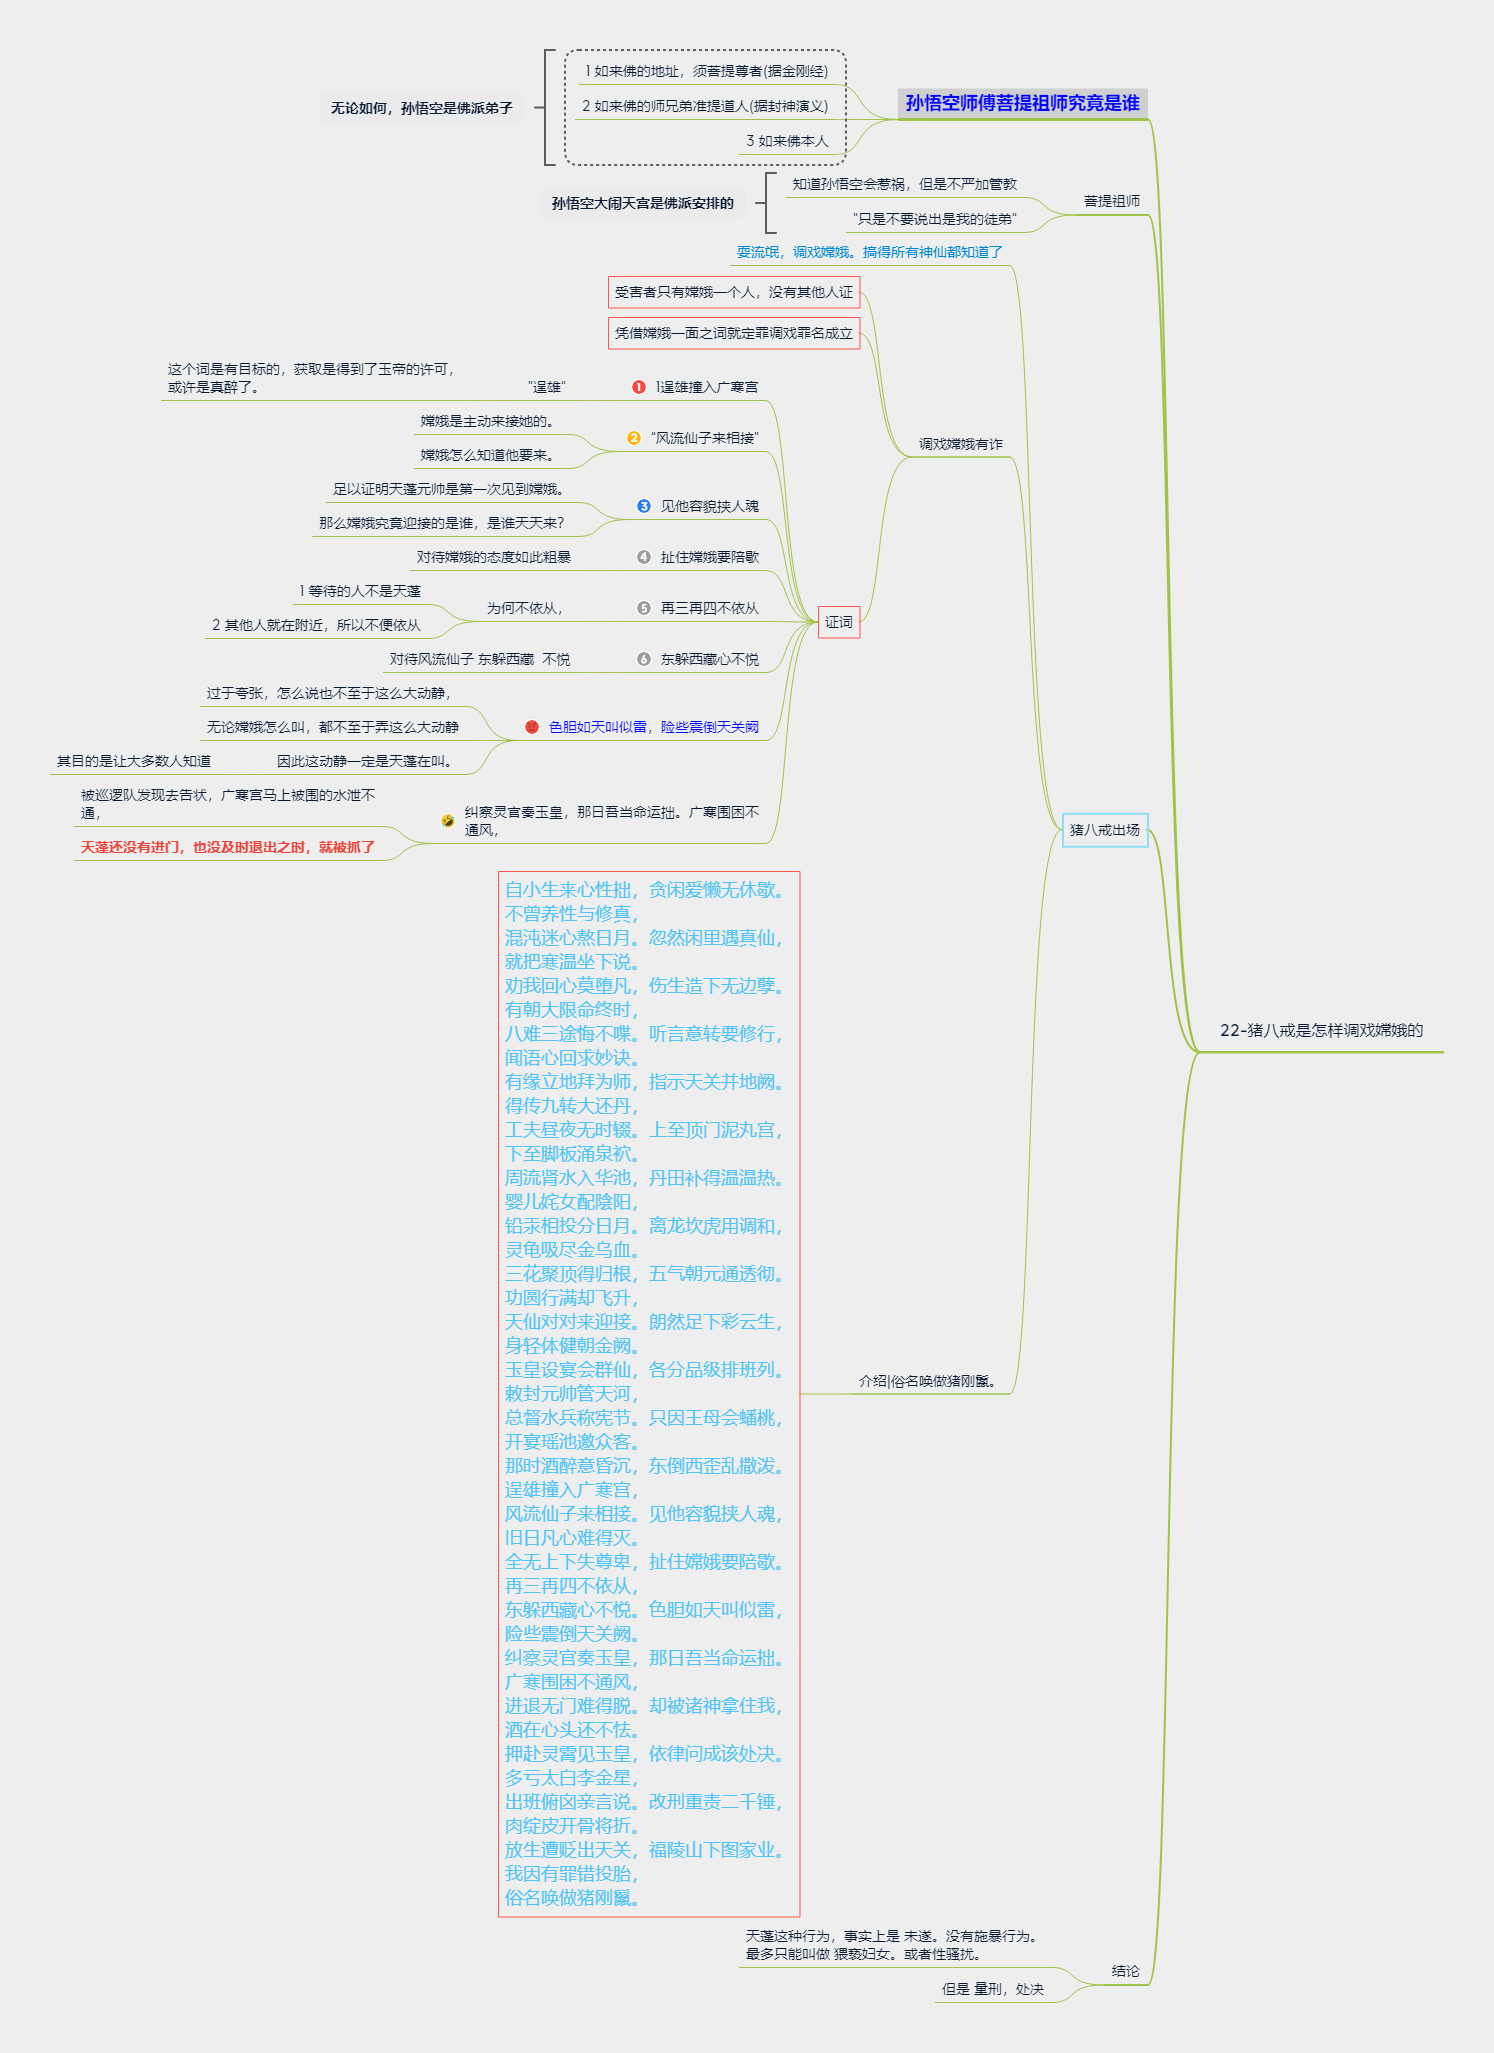 孙悟空师傅菩提祖师究竟是谁
1 如来佛的地址，须菩提尊者(据金刚经)
2 如来佛的师兄弟准提道人(据封神演义)
3 如来佛本人
无论如何，孙悟空是佛派弟子
菩提祖师
知道孙悟空会惹祸，但是不严加管教
"只是不要说出是我的徒弟"
孙悟空大闹天宫是佛派安排的
耍流氓，调戏嫦娥。搞得所有神仙都知道了
受害者只有嫦娥一个人，没有其他人证
凭借嫦娥一面之词就定罪调戏罪名成立
调戏嫦娥有诈
证词
1 1逞雄撞入广寒宫
"逞雄"
这个词是有目标的，获取是得到了玉帝的许可，
或许是真醉了。
2 "风流仙子来相接"
嫦娥是主动来接她的。
嫦娥怎么知道他要来。
3 见他容貌挟人魂
足以证明天蓬元帅是第一次见到嫦娥。
那么嫦娥究竟迎接的是谁，是谁天天来？
4 扯住嫦娥要陪歇
对待嫦娥的态度如此粗暴
5 再三再四不依从
为何不依从，
1 等待的人不是天蓬
2 其他人就在附近，所以不便依从
6 东躲西藏心不悦
对待风流仙子 东躲西藏 不悦
色胆如天叫似雷，险些震倒天关阙
过于夸张，怎么说也不至于这么大动静，
无论嫦娥怎么叫，都不至于弄这么大动静
因此这动静一定是天蓬在叫。
其目的是让大多数人知道
纠察灵官奏玉皇，那日吾当命运拙。广寒围困不
通风，
被巡逻队发现去告状，广寒宫马上被围的水泄不
通，
天蓬还没有进门，也没及时退出之时，就被抓了
猪八戒出场
22-猪八戒是怎样调戏嫦娥的
介绍|俗名唤做猪刚鬣。
自小生来心性拙，贪闲爱懒无休歇。
不曾养性与修真，
混沌迷心熬日月。忽然闲里遇真仙，
就把寒温坐下说。
劝我回心莫堕凡，伤生造下无边孽。
有朝大限命终时，
八难三途悔不喋。听言意转要修行，
闻语心回求妙诀。
有缘立地拜为师，指示天关并地阙。
得传九转大还丹，
工夫昼夜无时辍。上至顶门泥丸宫，
下至脚板涌泉袕。
周流肾水入华池，丹田补得温温热。
婴儿姹女配陰阳，
铅汞相投分日月。离龙坎虎用调和，
灵龟吸尽金乌血。
三花聚顶得归根，五气朝元通透彻。
功圆行满却飞升，
天仙对对来迎接。朗然足下彩云生，
身轻体健朝金阙。
玉皇设宴会群仙，各分品级排班列。
敕封元帅管天河，
总督水兵称宪节。只因王母会蟠桃，
开宴瑶池邀众客。
那时酒醉意昏沉，东倒西歪乱撒泼。
逞雄撞入广寒宫，
风流仙子来相接。见他容貌挟人魂，
旧日凡心难得灭。
全无上下失尊卑，扯住嫦娥要陪歇。
再三再四不依从，
东躲西藏心不悦。色胆如天叫似雷，
险些震倒天关阙。
纠察灵官奏玉皇，那日吾当命运拙。
广寒围困不通风，
进退无门难得脱。却被诸神拿住我，
酒在心头还不怯。
押赴灵霄见玉皇，依律问成该处决。
多亏太白李金星，
出班俯囟亲言说。改刑重责二千锤，
肉绽皮开骨将折。
放生遭贬出天关，福陵山下图家业。
我因有罪错投胎，
俗名唤做猪刚鬣。
结论
天蓬这种行为，事实上是 未遂。没有施暴行为。
最多只能叫做 猥亵妇女。或者性骚扰。
但是 量刑，处决